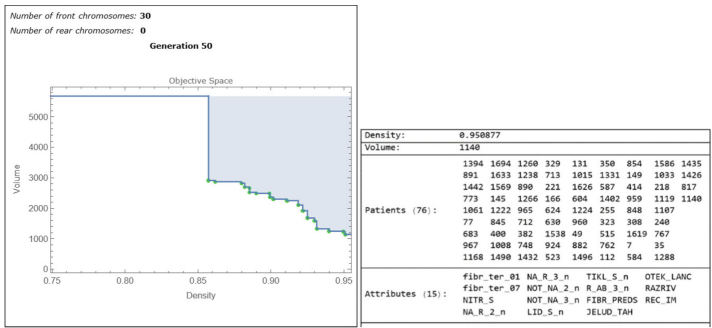 Number of front chromosomes: 30
Number of rear chromosomes: 0
Generation 50
Objective Space
5000
4000
3000
2000
1000
0
Volume
0.75 0.80 0.85 0.90 0.95
Density
Density: 0.950877
Volume: 1140
Patients (76):
1394 1694 1260 329 131 350 854 1586 1435
891 1633 1238 713 1015 1331 149 1033 1426
1442 1569 890 221 1626 587 414 218 817
773 145 1266 166 604 1402 959 1119 1140
1061 1222 965 624 1224 255 848 1107
77 845 712 630 960 323 308 240
683 400 382 1538 49 515 1619 767
967 1008 748 924 882 762 7 35
1168 1490 1432 523 1496 112 584 1288
Attributes (15):
fibr_ter_01 NA_R_3_n TIKL_S_n OTEK_LANC
fibr_ter_07 NOT_NA_2_n R_AB_3_n RAZRIV
NITR_S NOT_NA_3_n FIBR_PREDS REC_IM
NA_R_2_n LID_S_n JELUD_TAH